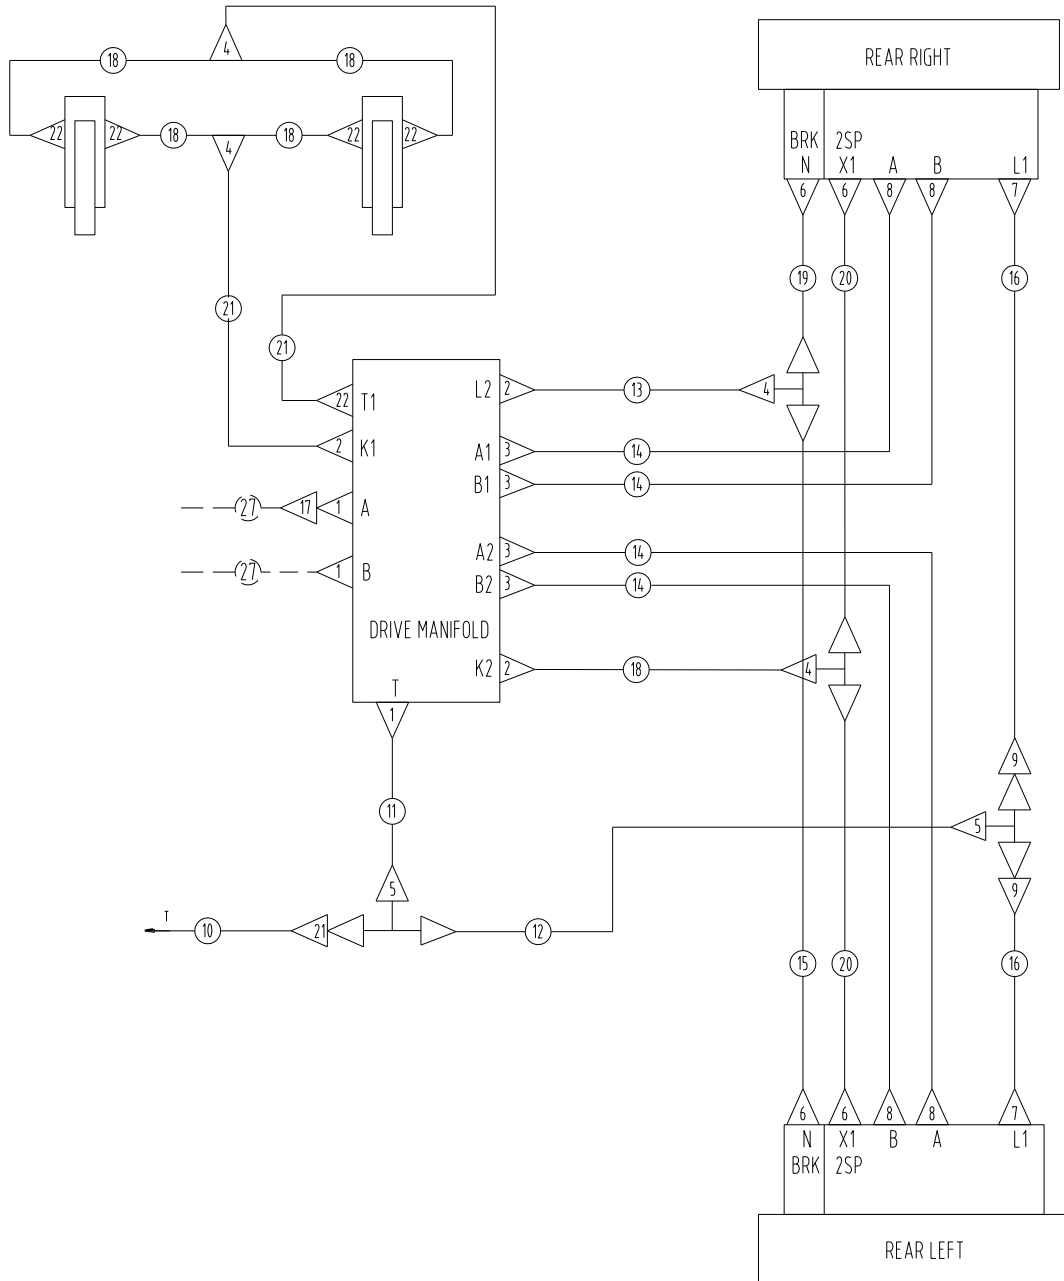 4
18 18
REAR RIGHT
22 22 18 4 18 22 22
BRK 2SP
N X1 A B L1
6 6 8 8 7
19 20 16
21
21
22 T1 L2 2 13 4
2 K1 A1 3 14
B1 3 14
27 17 1 A
A2 3 14
27 1 B B2 3 14
DRIVE MANIFOLD
K2 2 18 4
T
1
9
11
5
5 9
T
10 21 12
15 20 16
6 6 8 8 7
N X1 B A L1
BRK 2SP
REAR LEFT